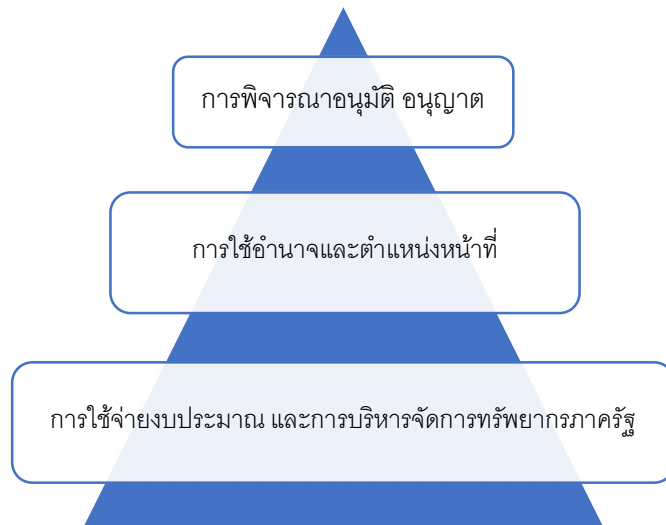 การพิจารณาอนุมัติ อนุญาต
การใช้อำนาจและตำแหน่งหน้าที่
การใช้จ่ายงบประมาณ และการบริหารจัดการทรัพยากรภาครัฐ